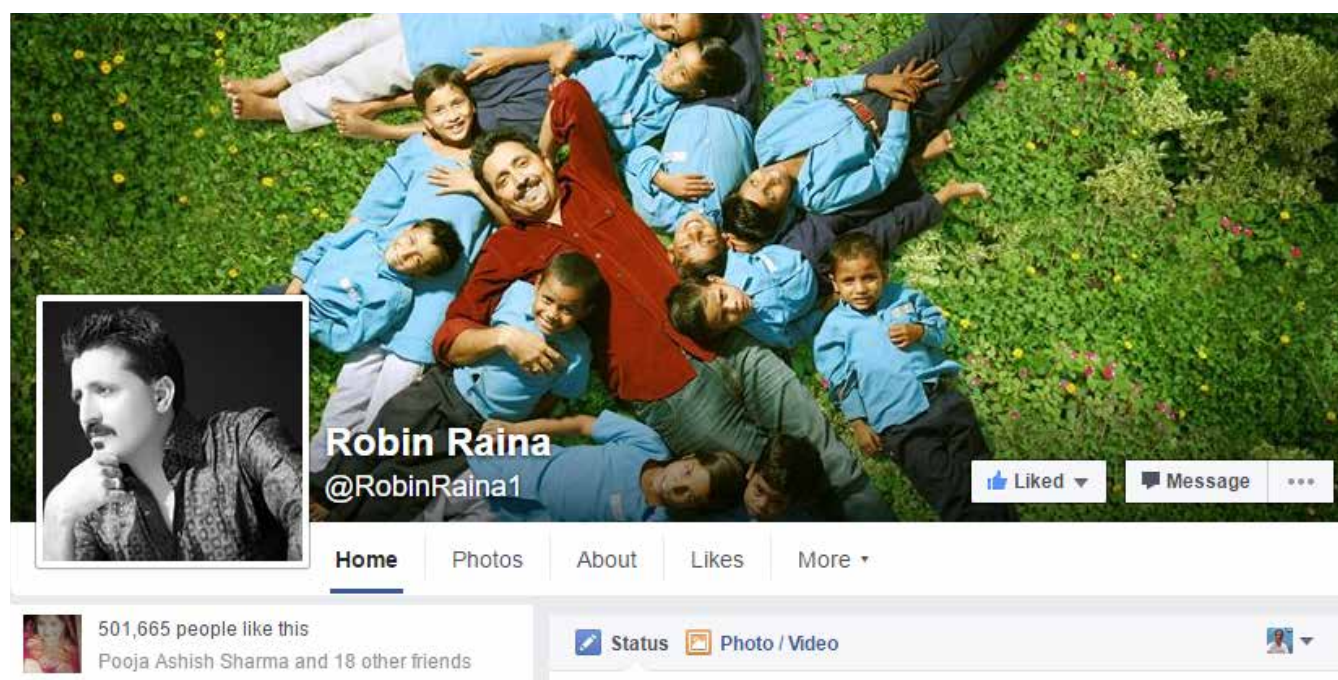 Robin Raina
@RobinRaina1
Liked
Message
Home Photos About Likes More
501,665 people like this
Pooja Ashish Sharma and 18 other friends
Status Photo / Video